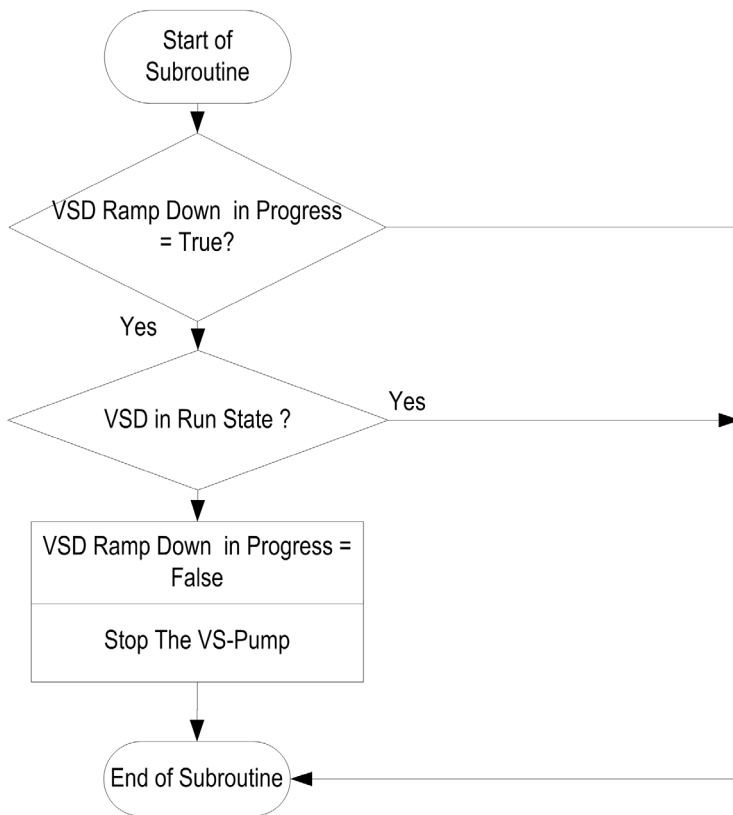 Start of
Subroutine
VSD Ramp Down in Progress
= True?
Yes
VSD in Run State ?
Yes
VSD Ramp Down in Progress =
False
Stop The VS-Pump
End of Subroutine